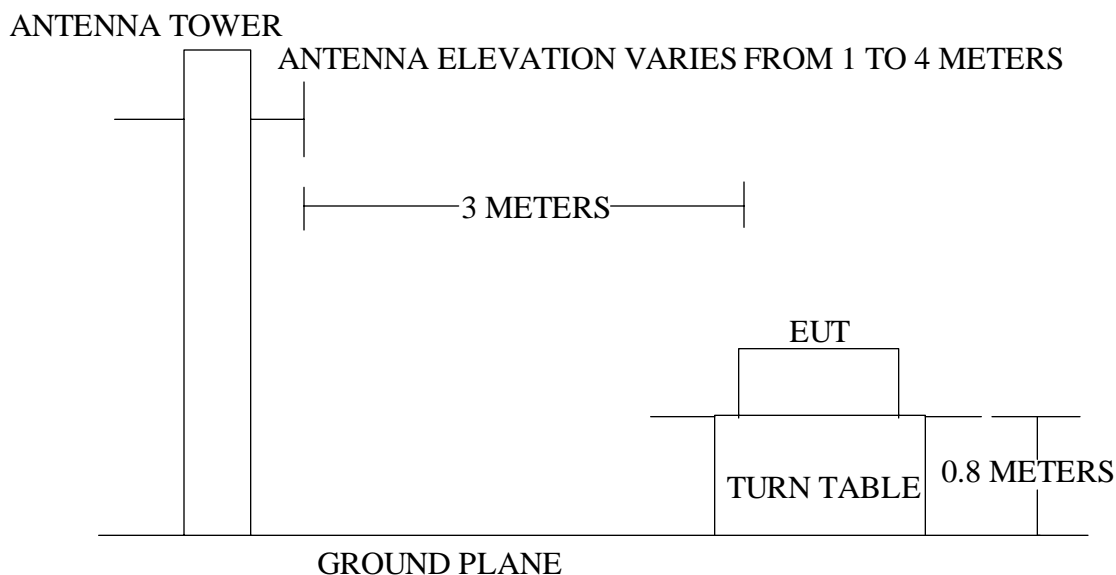 ANTENNA TOWER
ANTENNA ELEVATION VARIES FROM 1 TO 4 METERS
3 METERS
EUT
0.8 METERS
TURN TABLE
GROUND PLANE